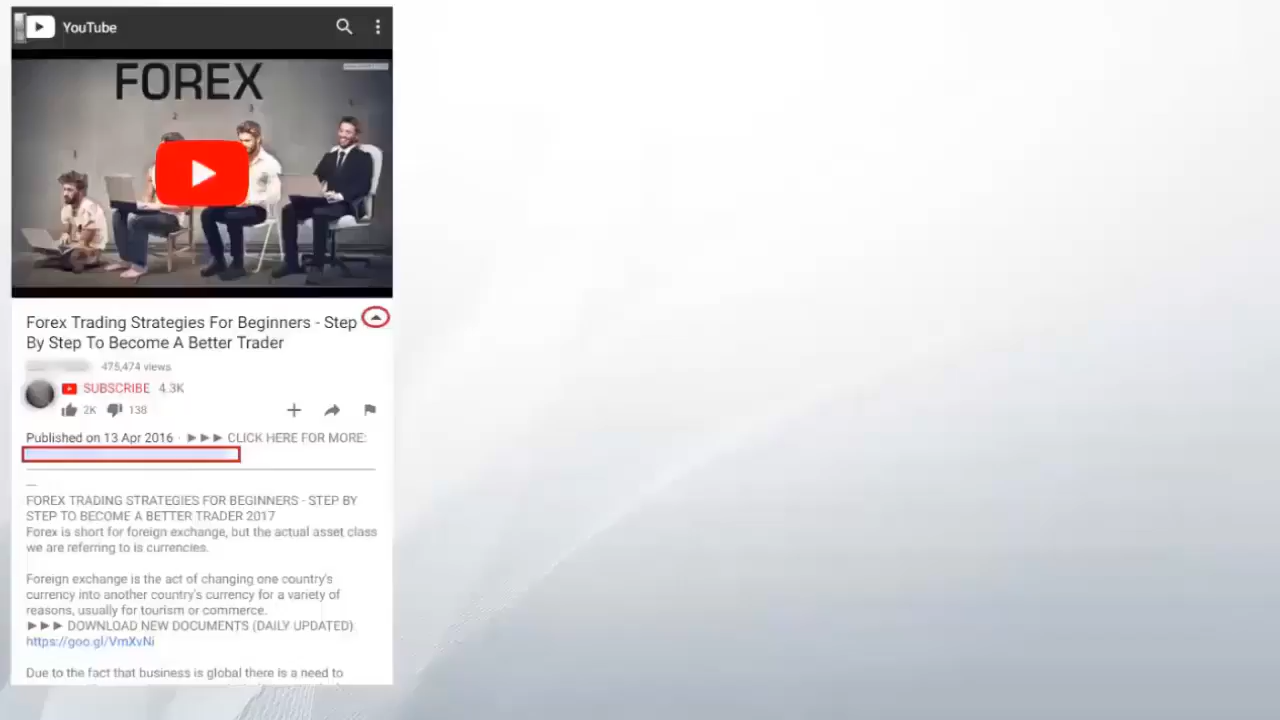 YouTube
FOREX
2
3
Forex Trading Strategies For Beginners - Step
By Step To Become A Better Trader
475,474 views
SUBSCRIBE 4.3K
2K 138
Published on 13 Apr 2016 · ►►► CLICK HERE FOR MORE:
FOREX TRADING STRATEGIES FOR BEGINNERS - STEP BY
STEP TO BECOME A BETTER TRADER 2017
Forex is short for foreign exchange, but the actual asset class
we are referring to is currencies.
Foreign exchange is the act of changing one country's
currency into another country's currency for a variety of
reasons, usually for tourism or commerce.
►►► DOWNLOAD NEW DOCUMENTS (DAILY UPDATED)
https://goo.gl/VmXvNi
Due to the fact that business is global there is a need to